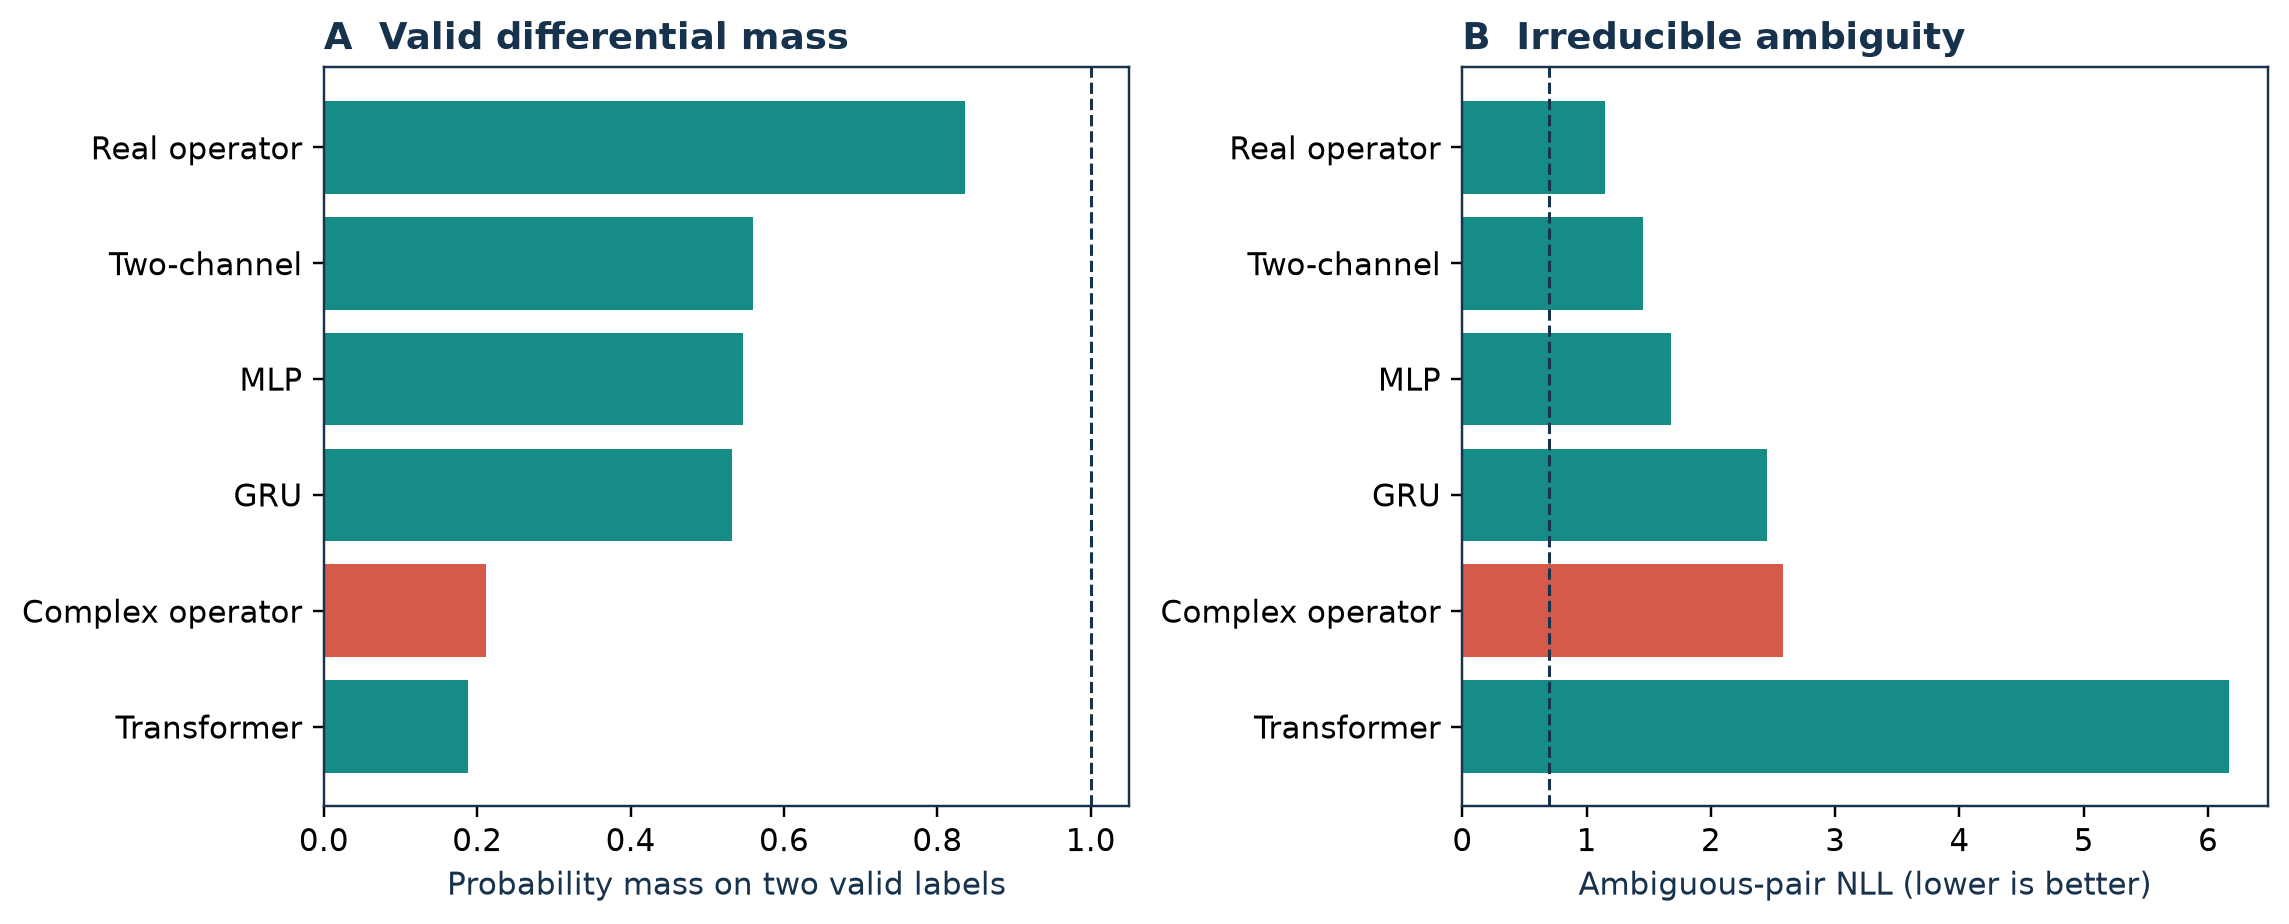 A Valid differential mass
Real operator
Two-channel
MLP
GRU
Complex operator
Transformer
0.0 0.2 0.4 0.6 0.8 1.0
Probability mass on two valid labels
B Irreducible ambiguity
Real operator
Two-channel
MLP
GRU
Complex operator
Transformer
0 1 2 3 4 5 6
Ambiguous-pair NLL (lower is better)